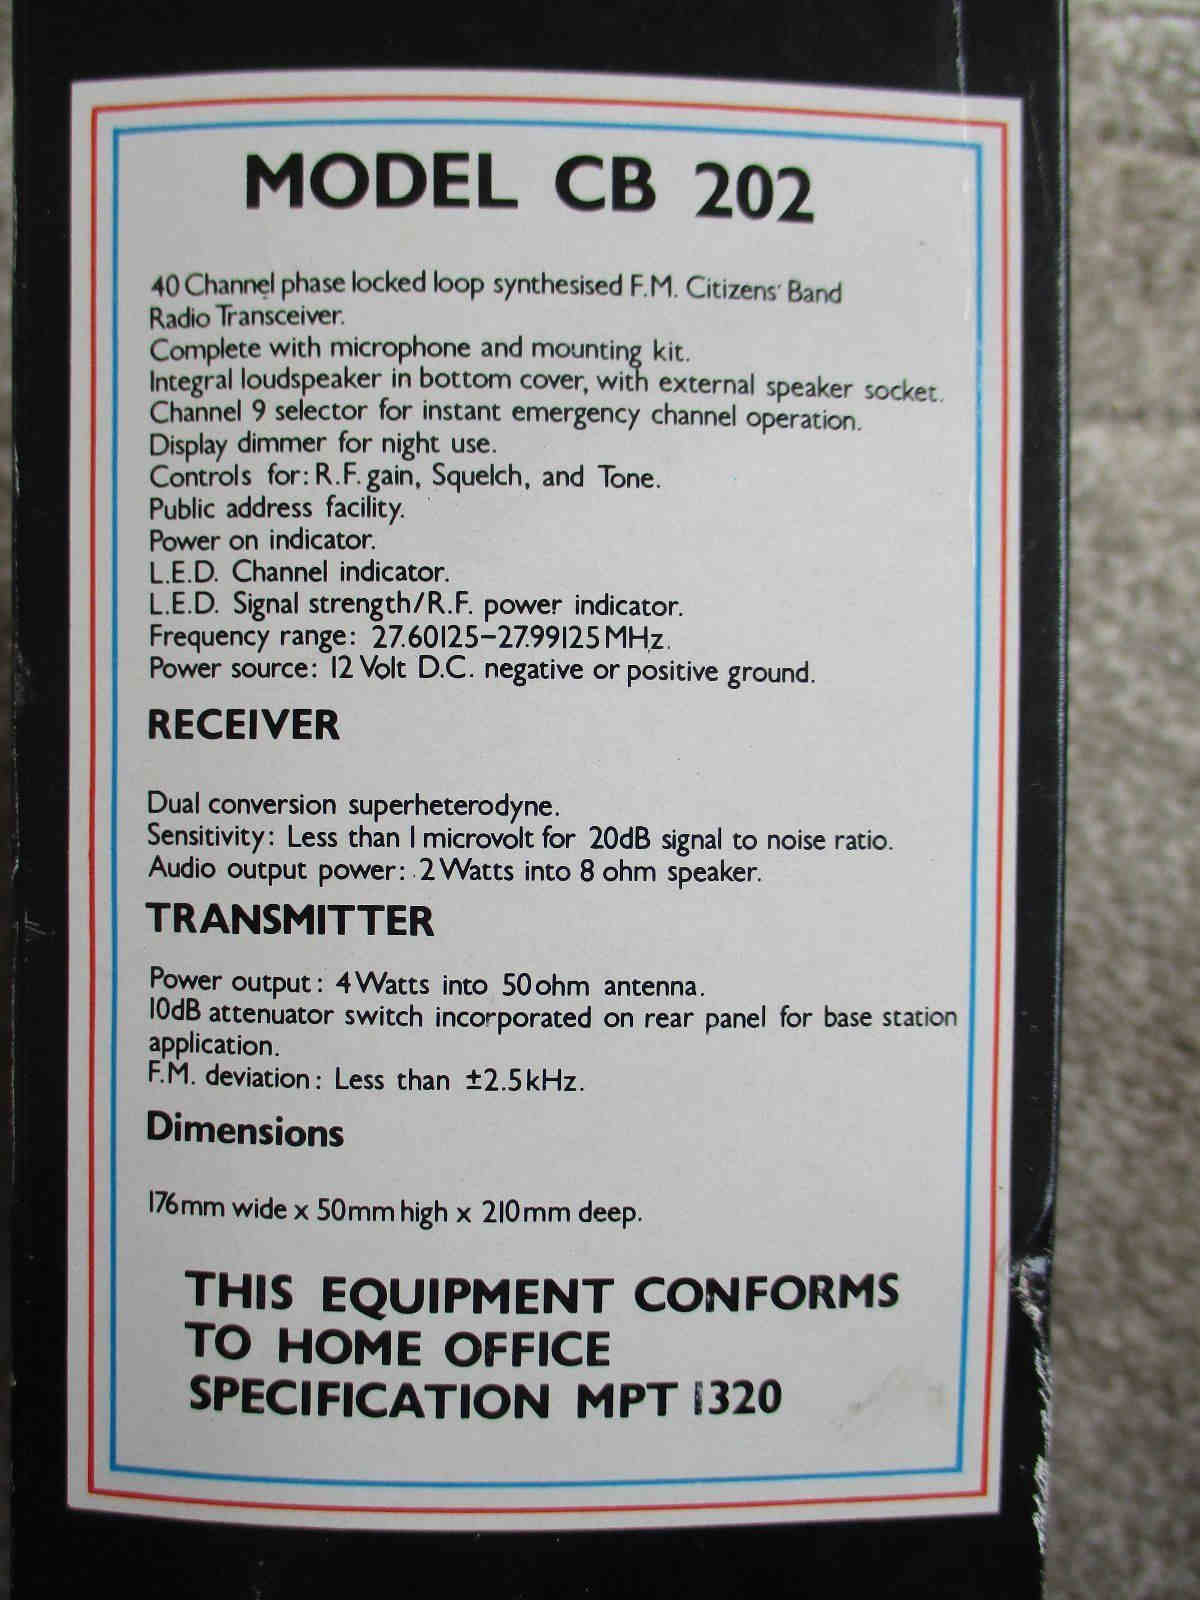 MODEL CB 202
40 Channel phase locked loop synthesised F.M. Citizens' Band
Radio Transceiver.
Complete with microphone and mounting kit.
Integral loudspeaker in bottom cover, with external speaker socket.
Channel 9 selector for instant emergency channel operation.
Display dimmer for night use.
Controls for: R.F. gain, Squelch, and Tone.
Public address facility.
Power on indicator.
L.E.D. Channel indicator.
L.E.D. Signal strength/R.F. power indicator.
Frequency range: 27.60125–27.99125MHz.
Power source: 12 Volt D.C. negative or positive ground.
RECEIVER
Dual conversion superheterodyne.
Sensitivity: Less than 1 microvolt for 20dB signal to noise ratio.
Audio output power: 2 Watts into 8 ohm speaker.
TRANSMITTER
Power output: 4 Watts into 50 ohm antenna.
10dB attenuator switch incorporated on rear panel for base station
application.
F.M. deviation: Less than ±2.5kHz.
Dimensions
176mm wide x 50mm high x 210mm deep.
THIS EQUIPMENT CONFORMS
TO HOME OFFICE
SPECIFICATION MPT 1320